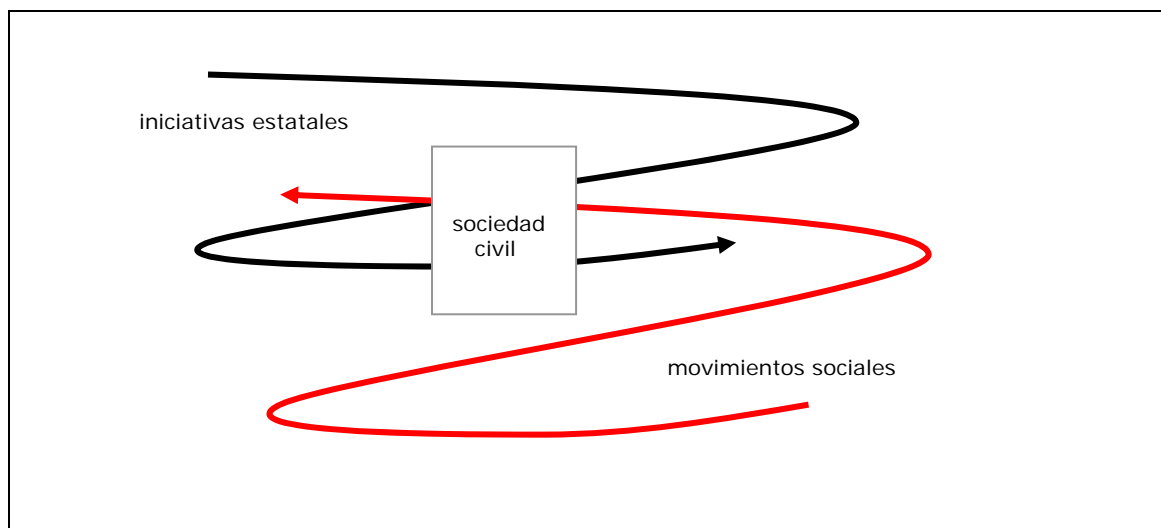 iniciativas estatales
sociedad
civil
movimientos sociales